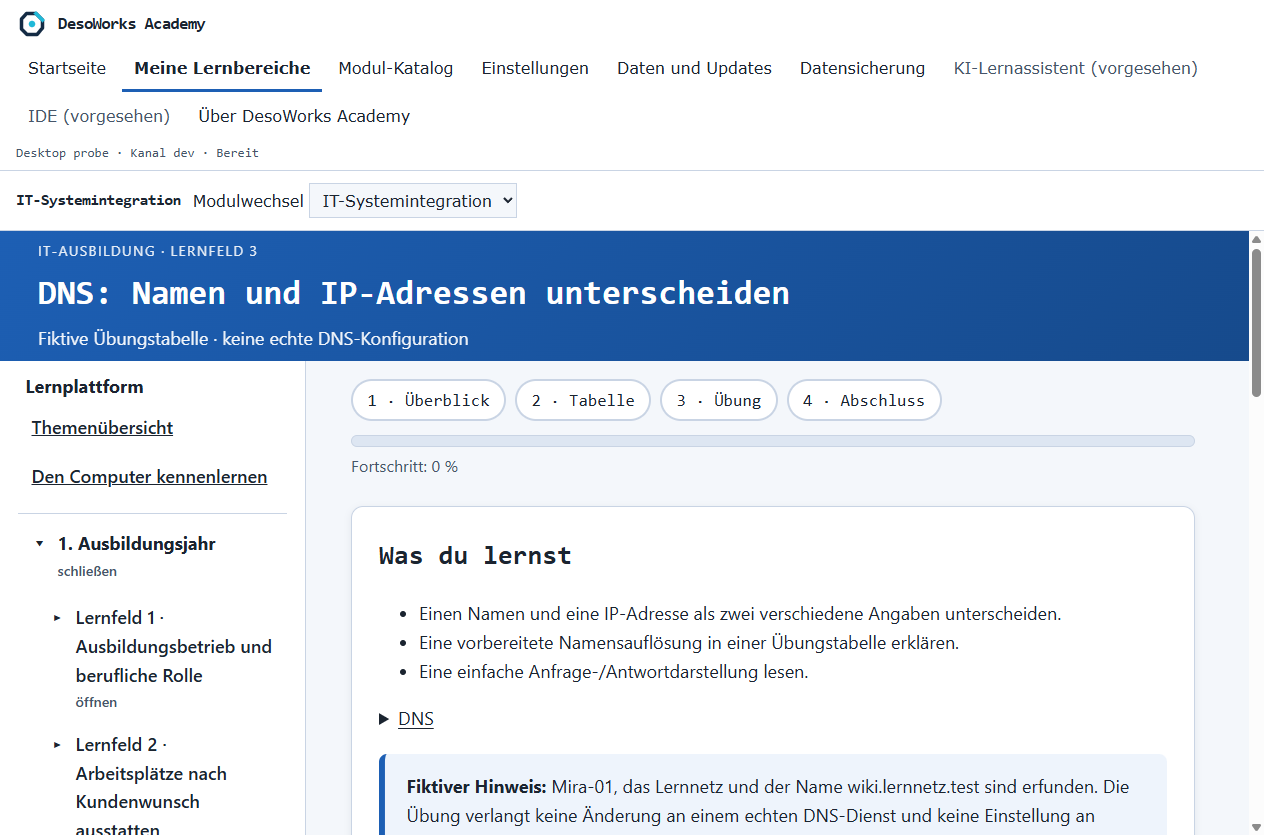 DesoWorks Academy
Startseite Meine Lernbereiche Modul-Katalog Einstellungen Daten und Updates Datensicherung KI-Lernassistent (vorgesehen)
IDE (vorgesehen) Über DesoWorks Academy
Desktop probe · Kanal dev · Bereit
IT-Systemintegration Modulwechsel IT-Systemintegration
IT-AUSBILDUNG · LERNFELD 3
DNS: Namen und IP-Adressen unterscheiden
Fiktive Übungstabelle · keine echte DNS-Konfiguration
Lernplattform
Themenübersicht
Den Computer kennenlernen
1. Ausbildungsjahr
schließen
Lernfeld 1 ·
Ausbildungsbetrieb und
berufliche Rolle
öffnen
Lernfeld 2 ·
Arbeitsplätze nach
Kundenwunsch
ausstatten
1 · Überblick 2 · Tabelle 3 · Übung 4 · Abschluss
Fortschritt: 0 %
Was du lernst
• Einen Namen und eine IP-Adresse als zwei verschiedene Angaben unterscheiden.
• Eine vorbereitete Namensauflösung in einer Übungstabelle erklären.
• Eine einfache Anfrage-/Antwortdarstellung lesen.
DNS
Fiktiver Hinweis: Mira-01, das Lernnetz und der Name wiki.lernnetz.test sind erfunden. Die
Übung verlangt keine Änderung an einem echten DNS-Dienst und keine Einstellung an